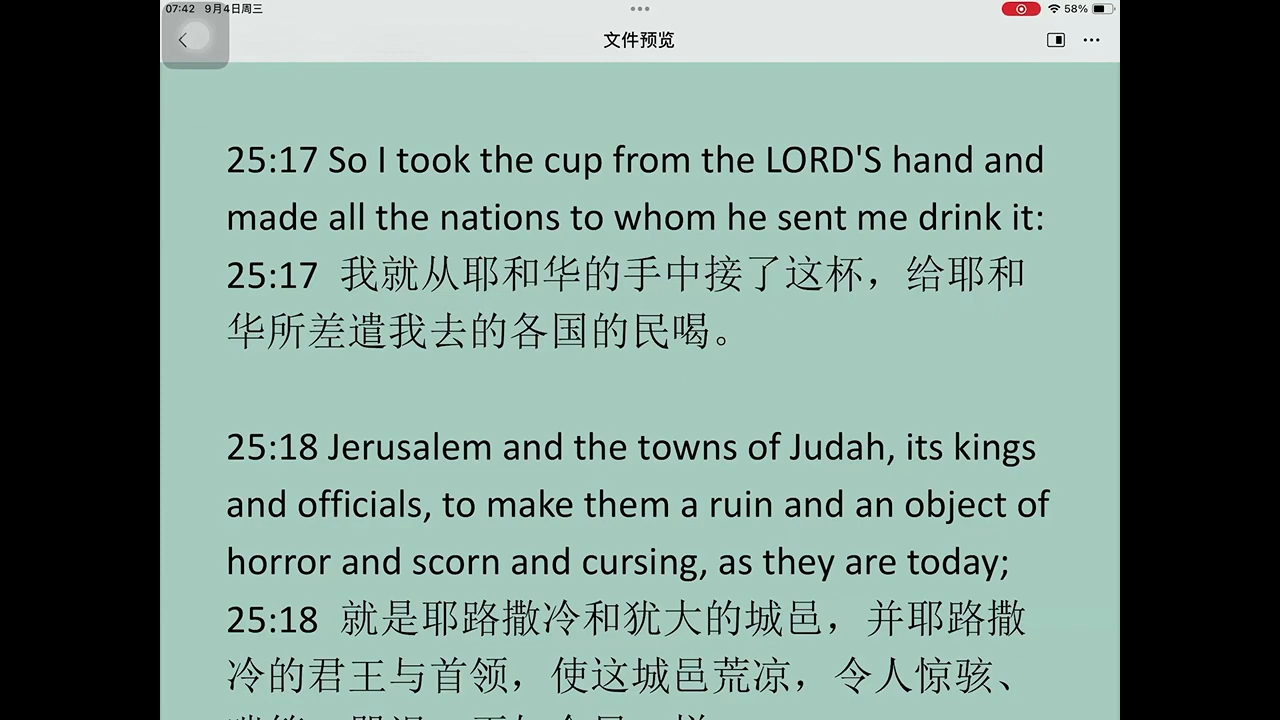 07:42 9月4日周三
58%
文件预览
25:17 So I took the cup from the LORD'S hand and
made all the nations to whom he sent me drink it:
25:17 我就从耶和华的手中接了这杯，给耶和
华所差遣我去的各国的民喝。
25:18 Jerusalem and the towns of Judah, its kings
and officials, to make them a ruin and an object of
horror and scorn and cursing, as they are today;
25:18 就是耶路撒冷和犹大的城邑，并耶路撒
冷的君王与首领，使这城邑荒凉，令人惊骇、